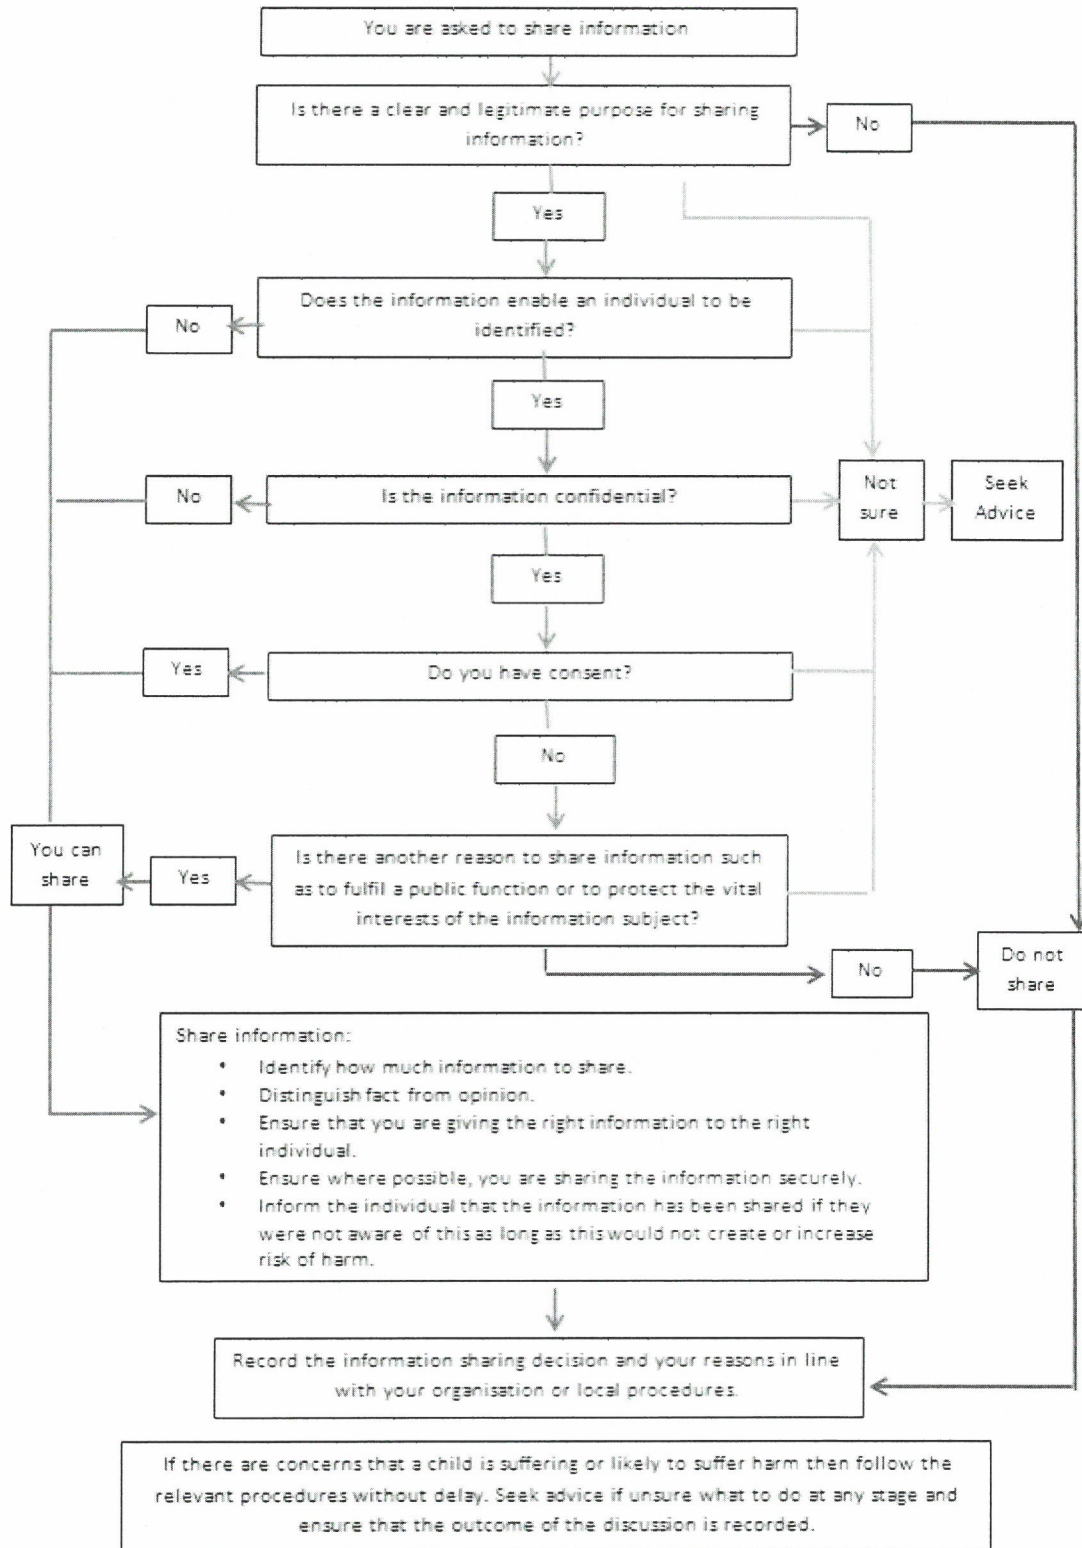 You are asked to share information
Is there a clear and legitimate purpose for sharing
information?
No
Yes
Does the information enable an individual to be
identified?
No
Yes
Is the information confidential?
No
Not
sure
Seek
Advice
Yes
Do you have consent?
Yes
No
You can
share
Yes
Is there another reason to share information such
as to fulfil a public function or to protect the vital
interests of the information subject?
No
Do not
share
Share information:
• Identify how much information to share.
• Distinguish fact from opinion.
• Ensure that you are giving the right information to the right
individual.
• Ensure where possible, you are sharing the information securely.
• Inform the individual that the information has been shared if they
were not aware of this as long as this would not create or increase
risk of harm.
Record the information sharing decision and your reasons in line
with your organisation or local procedures.
If there are concerns that a child is suffering or likely to suffer harm then follow the
relevant procedures without delay. Seek advice if unsure what to do at any stage and
ensure that the outcome of the discussion is recorded.